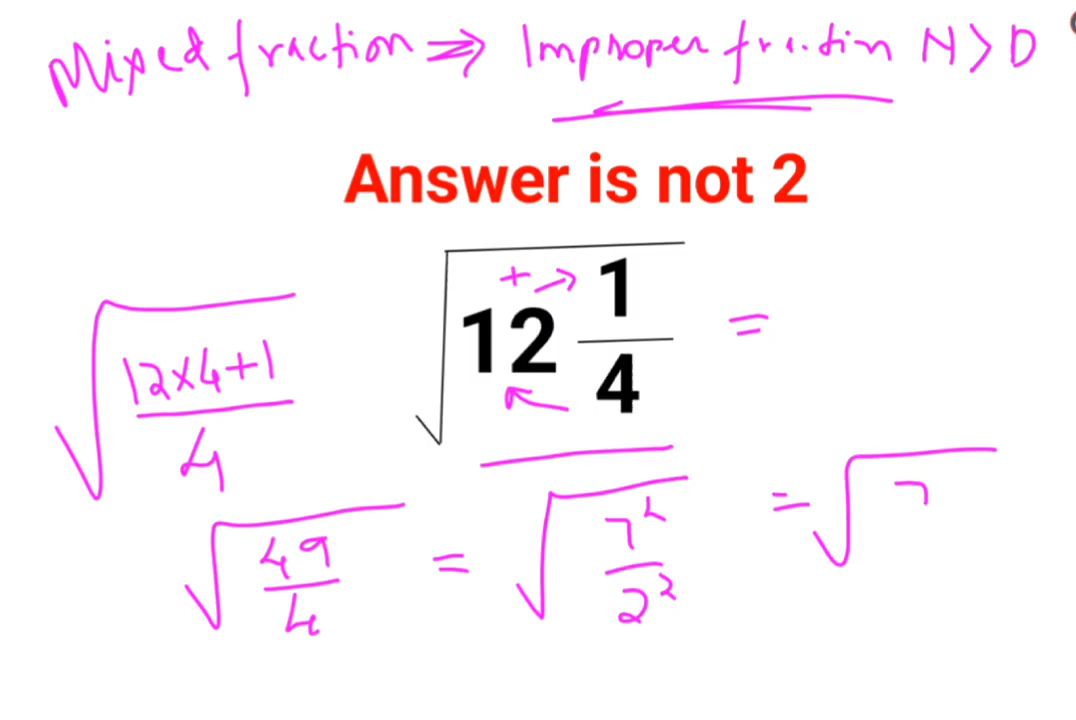 Mixed fraction ⇒ Improper fraction N>D
Answer is not 2
√(12 1/4) =
√((12×4+1)/4)
√(49/4) = √(7²/2²) = √7